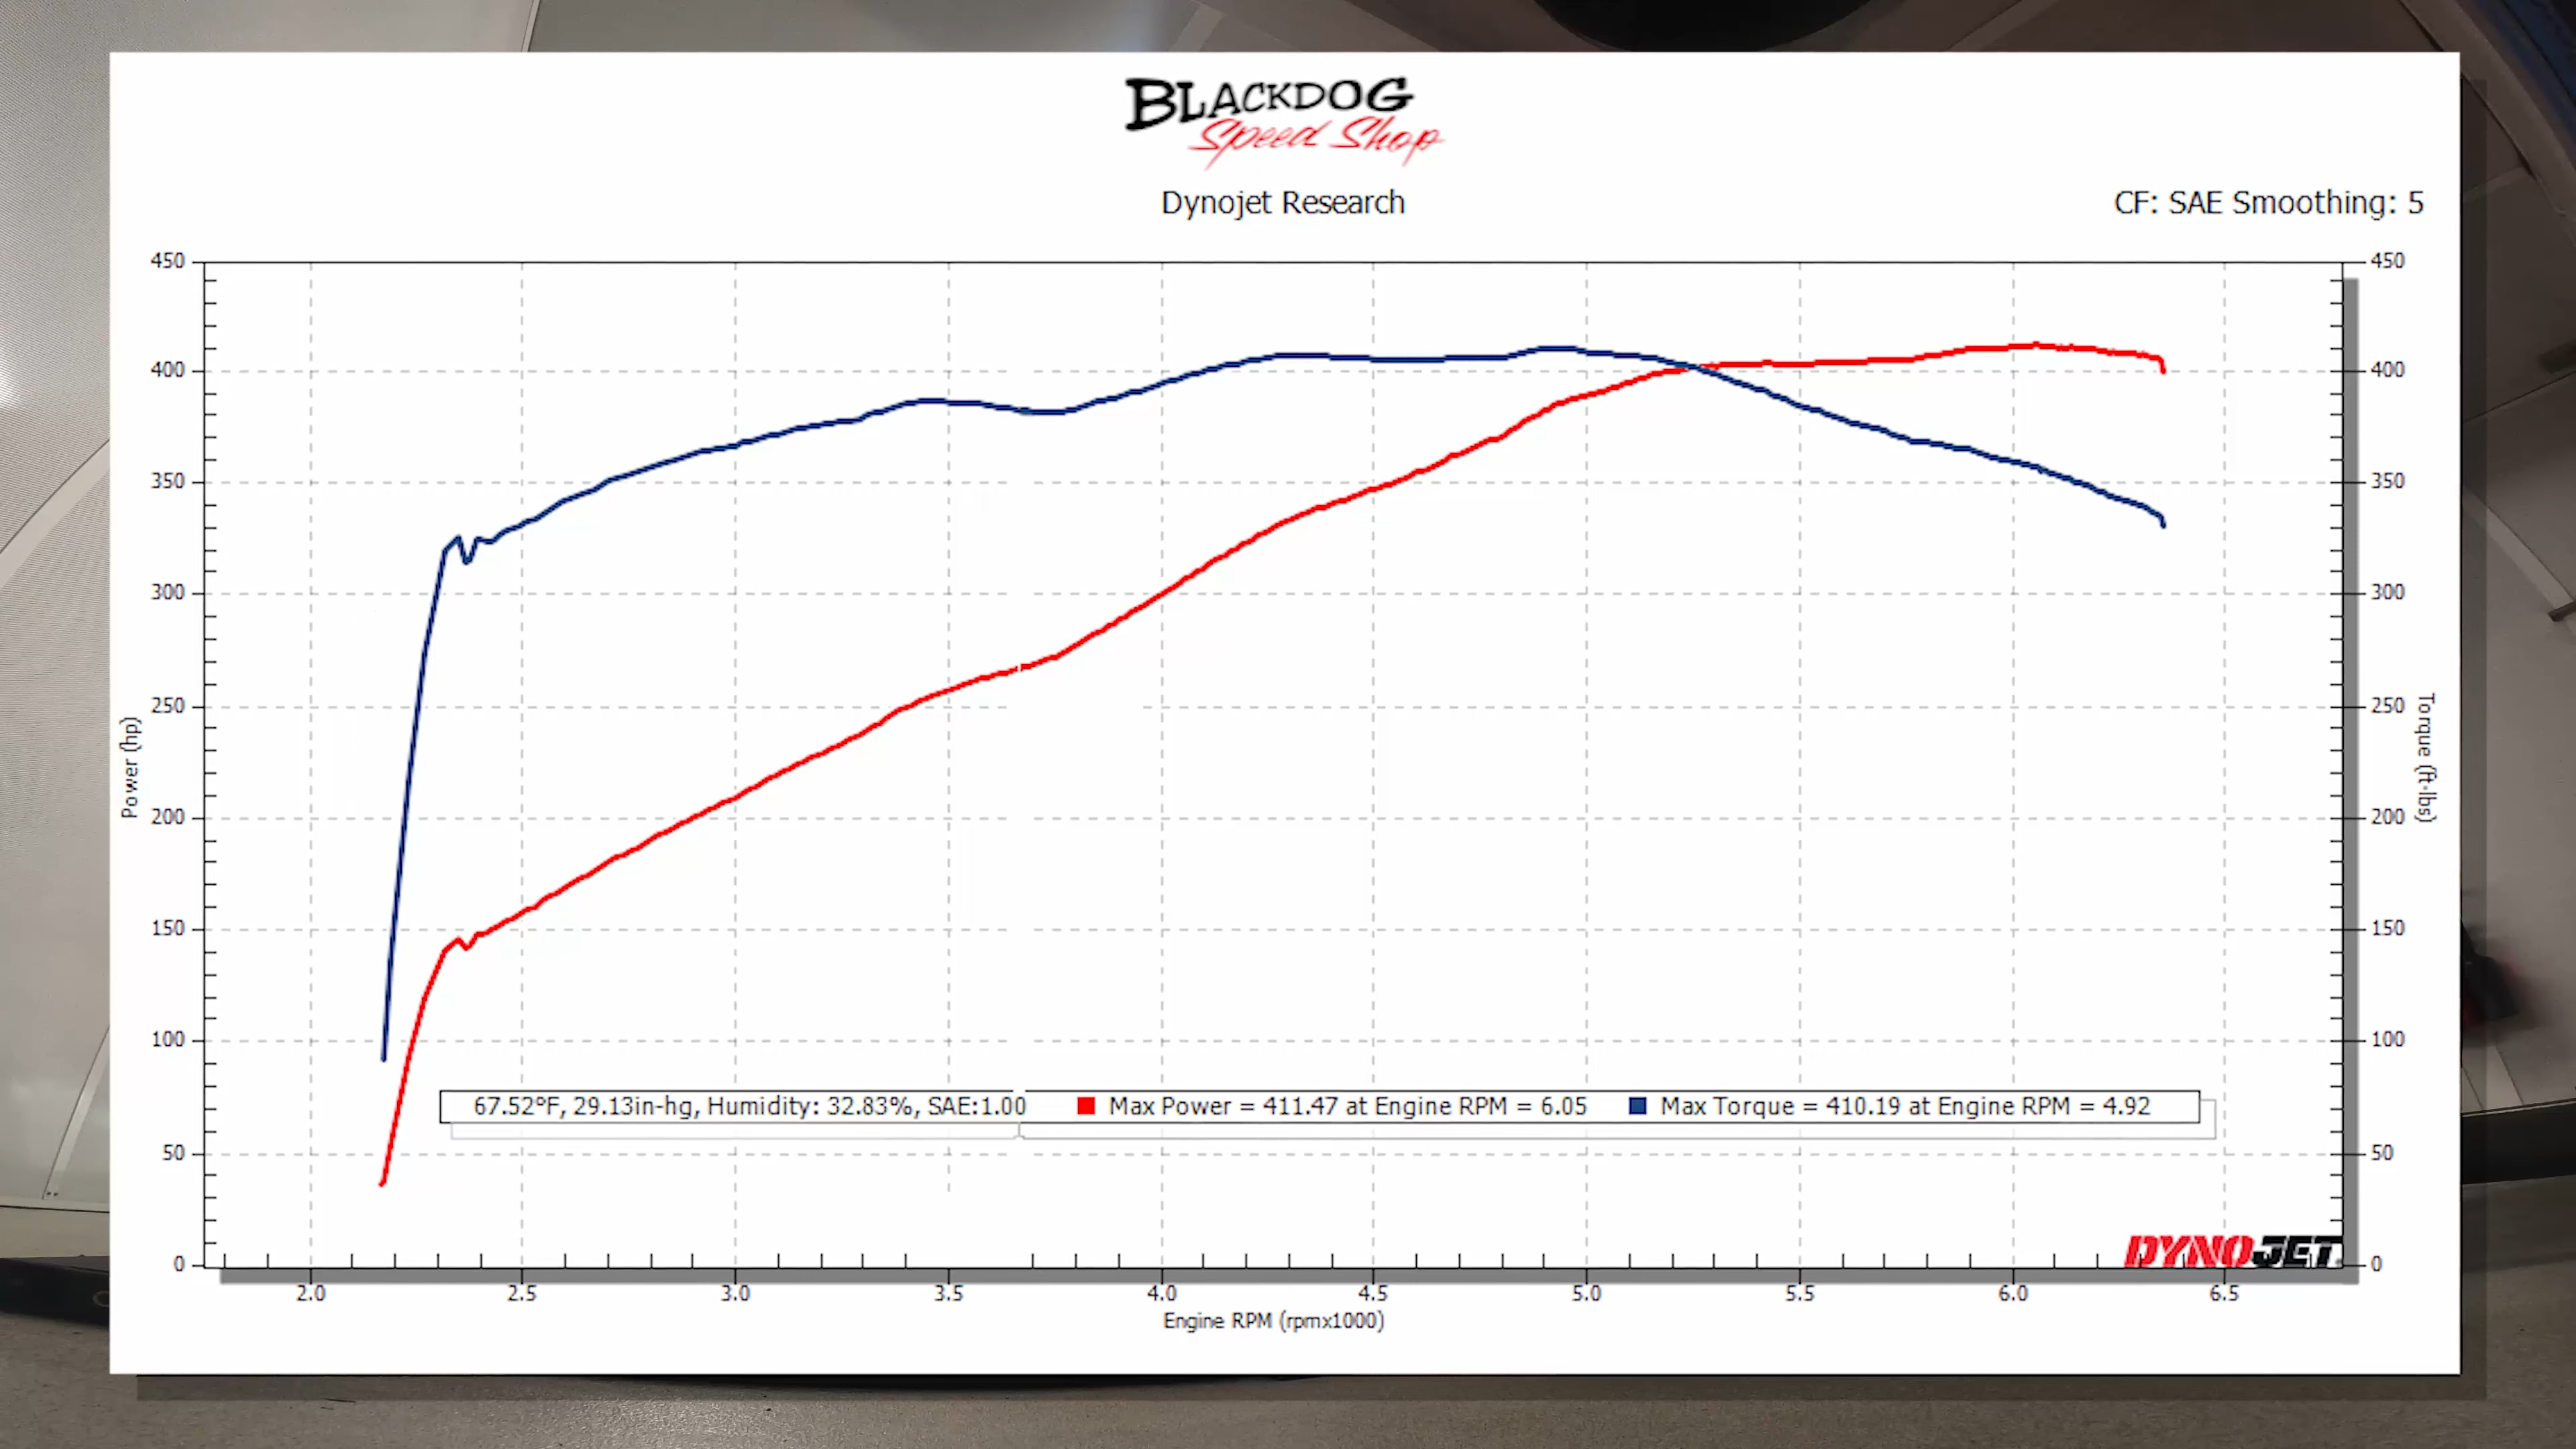 BLACKDOG
Speed Shop
Dynojet Research
CF: SAE Smoothing: 5
450
400
350
300
250
200
150
100
50
0
Power (hp)
450
400
350
300
250
200
150
100
50
0
Torque (ft-lbs)
67.52°F, 29.13in-hg, Humidity: 32.83%, SAE:1.00 Max Power = 411.47 at Engine RPM = 6.05 Max Torque = 410.19 at Engine RPM = 4.92
DYNOJET
2.0 2.5 3.0 3.5 4.0 4.5 5.0 5.5 6.0 6.5
Engine RPM (rpmx1000)